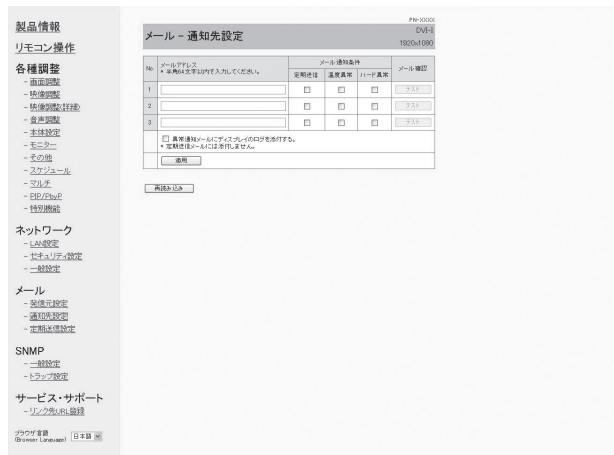 製品情報
リモコン操作
各種調整
- 画面調整
- 映像調整
- 映像調整(詳細)
- 音声調整
- 本体設定
- モニター
- その他
- スケジュール
- マルチ
- PIP/PbyP
- 特別機能
ネットワーク
- LAN設定
- セキュリティ設定
- 一般設定
メール
- 発信元設定
- 通知先設定
- 定期送信設定
SNMP
- 一般設定
- トラップ設定
サービス・サポート
- リンク先URL登録
ブラウザ言語
(Browser Language) 日本語
PN-XXXX
メール - 通知先設定 DVI-I
1920x1080
No. メールアドレス メール通知条件 メール確認
* 半角64文字以内で入力してください。 定期送信 温度異常 ハード異常
1 テスト
2 テスト
3 テスト
異常通知メールにディスプレイのログを添付する。
* 定期送信メールには添付しません。
適用
再読み込み